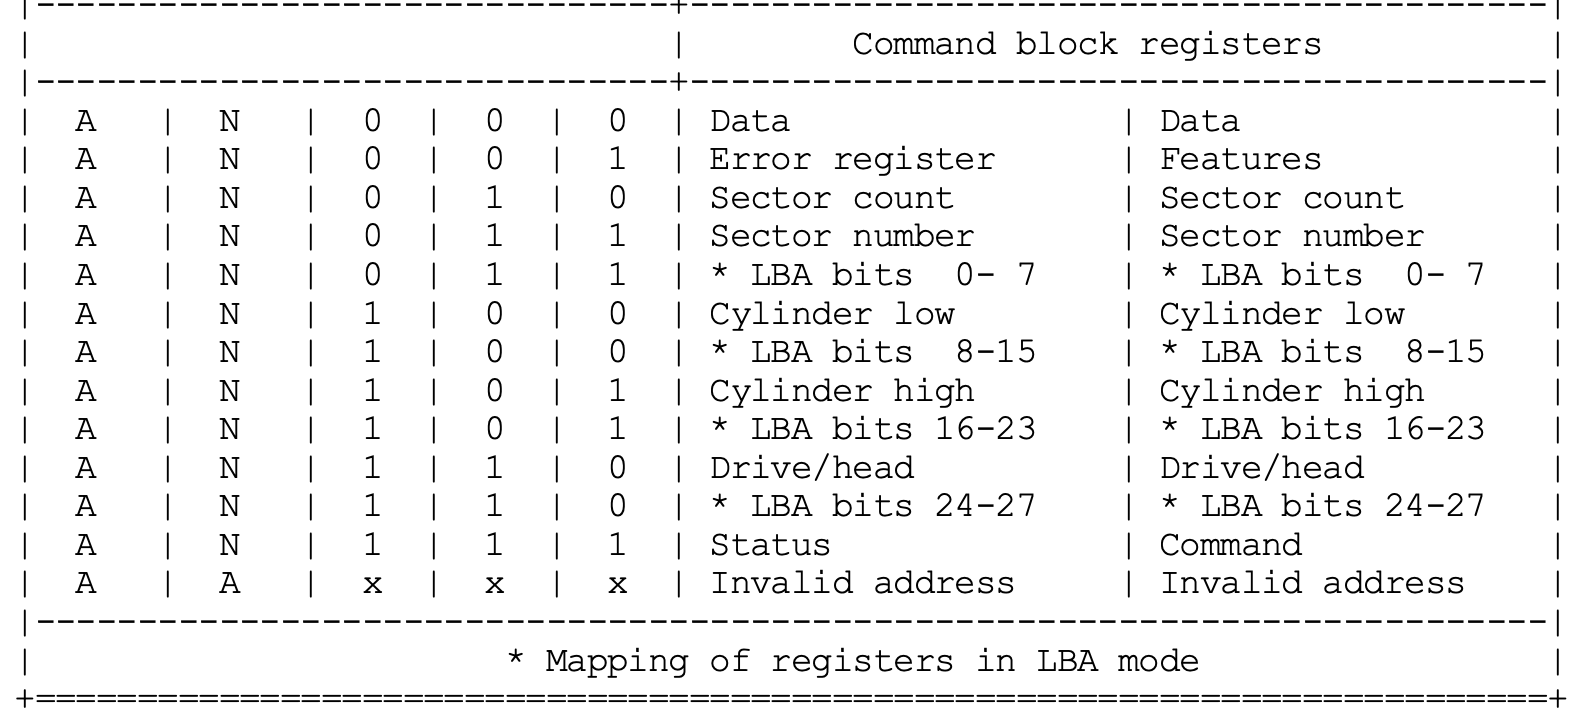 |-------------------------------+------------------------------------------|
| | Command block registers |
|-------------------------------+------------------------------------------|
| A | N | 0 | 0 | 0 | Data | Data |
| A | N | 0 | 0 | 1 | Error register | Features |
| A | N | 0 | 1 | 0 | Sector count | Sector count |
| A | N | 0 | 1 | 1 | Sector number | Sector number |
| A | N | 0 | 1 | 1 | * LBA bits 0- 7 | * LBA bits 0- 7 |
| A | N | 1 | 0 | 0 | Cylinder low | Cylinder low |
| A | N | 1 | 0 | 0 | * LBA bits 8-15 | * LBA bits 8-15 |
| A | N | 1 | 0 | 1 | Cylinder high | Cylinder high |
| A | N | 1 | 0 | 1 | * LBA bits 16-23 | * LBA bits 16-23 |
| A | N | 1 | 1 | 0 | Drive/head | Drive/head |
| A | N | 1 | 1 | 0 | * LBA bits 24-27 | * LBA bits 24-27 |
| A | N | 1 | 1 | 1 | Status | Command |
| A | A | x | x | x | Invalid address | Invalid address |
|--------------------------------------------------------------------------|
| * Mapping of registers in LBA mode |
+==========================================================================+